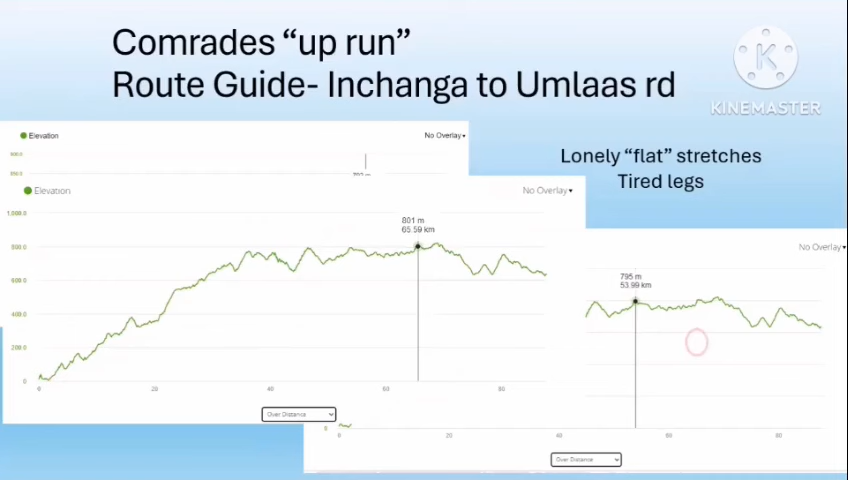 Comrades “up run”
Route Guide- Inchanga to Umlaas rd
KINEMASTER
Lonely “flat” stretches
Tired legs
Elevation
No Overlay
Elevation
No Overlay
1,000.0
800.0
600.0
400.0
200.0
0
801 m
65.59 km
0
20
40
60
80
Over Distance
No Overlay
795 m
53.99 km
0
0
20
40
60
80
Over Distance